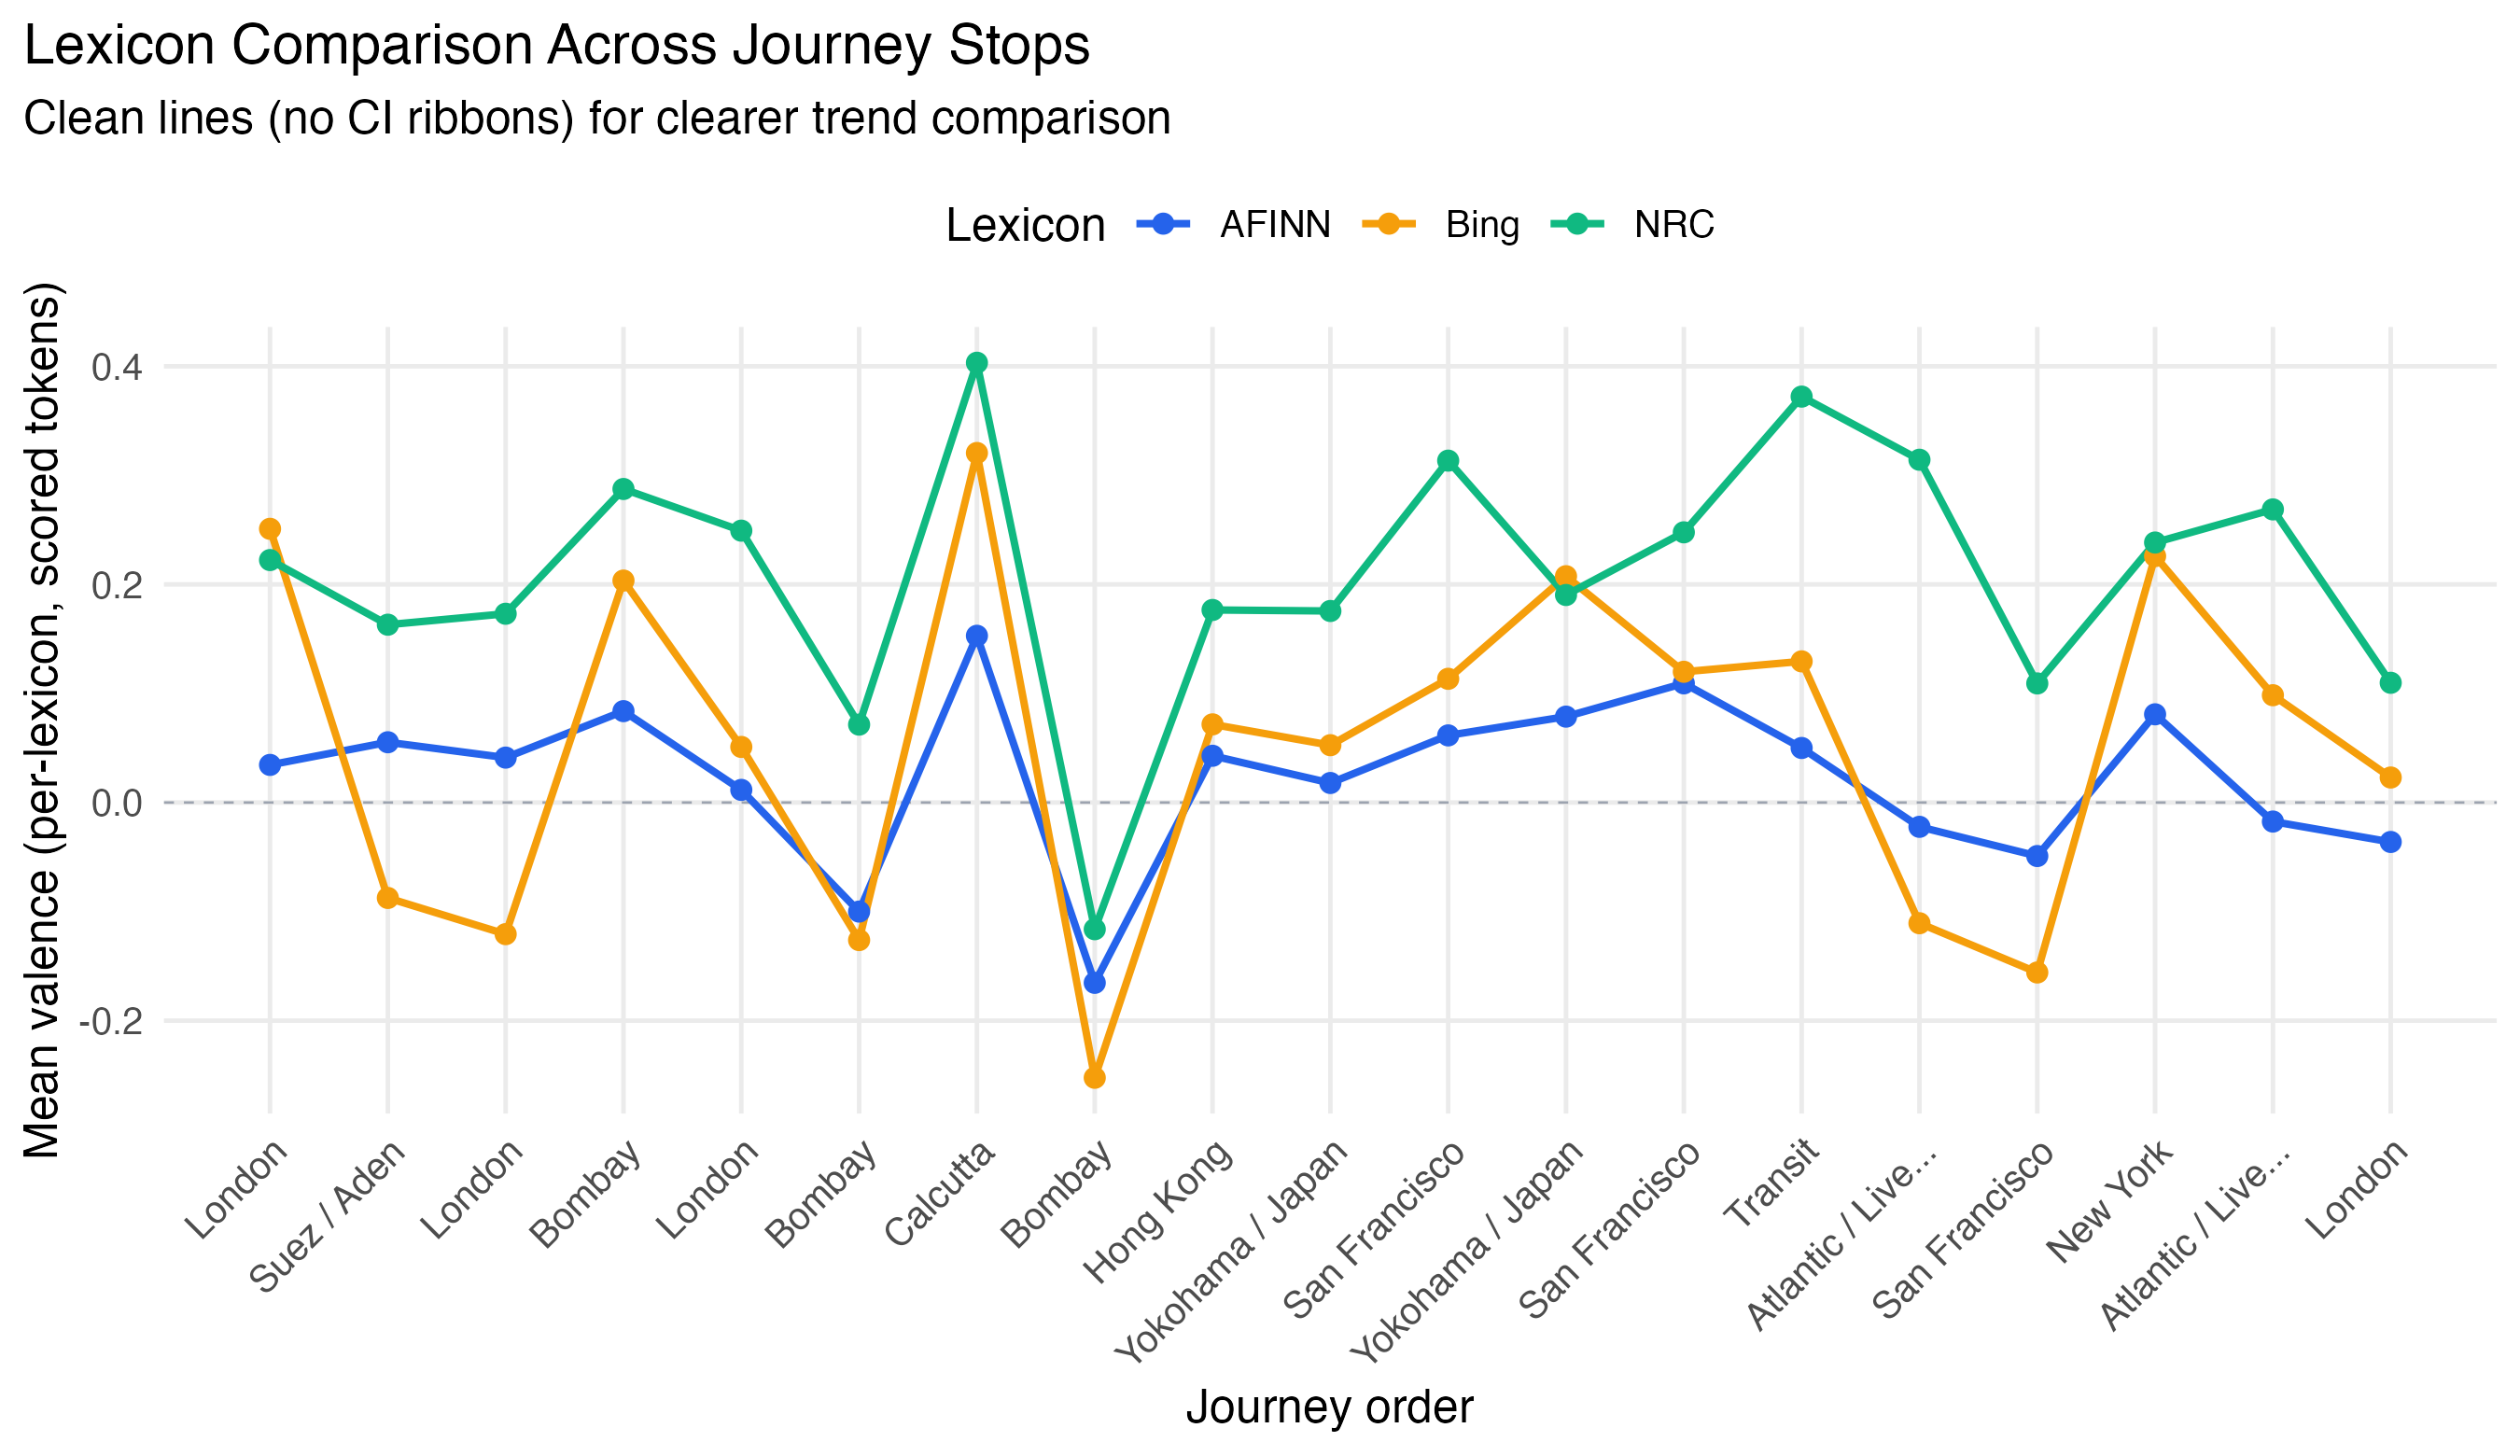 Lexicon Comparison Across Journey Stops
Clean lines (no CI ribbons) for clearer trend comparison
Lexicon AFINN Bing NRC
Mean valence (per-lexicon, scored tokens)
0.4
0.2
0.0
-0.2
London
Suez / Aden
London
Bombay
London
Bombay
Calcutta
Bombay
Hong Kong
Yokohama / Japan
San Francisco
Yokohama / Japan
San Francisco
Transit
Atlantic / Live...
San Francisco
New York
Atlantic / Live...
London
Journey order